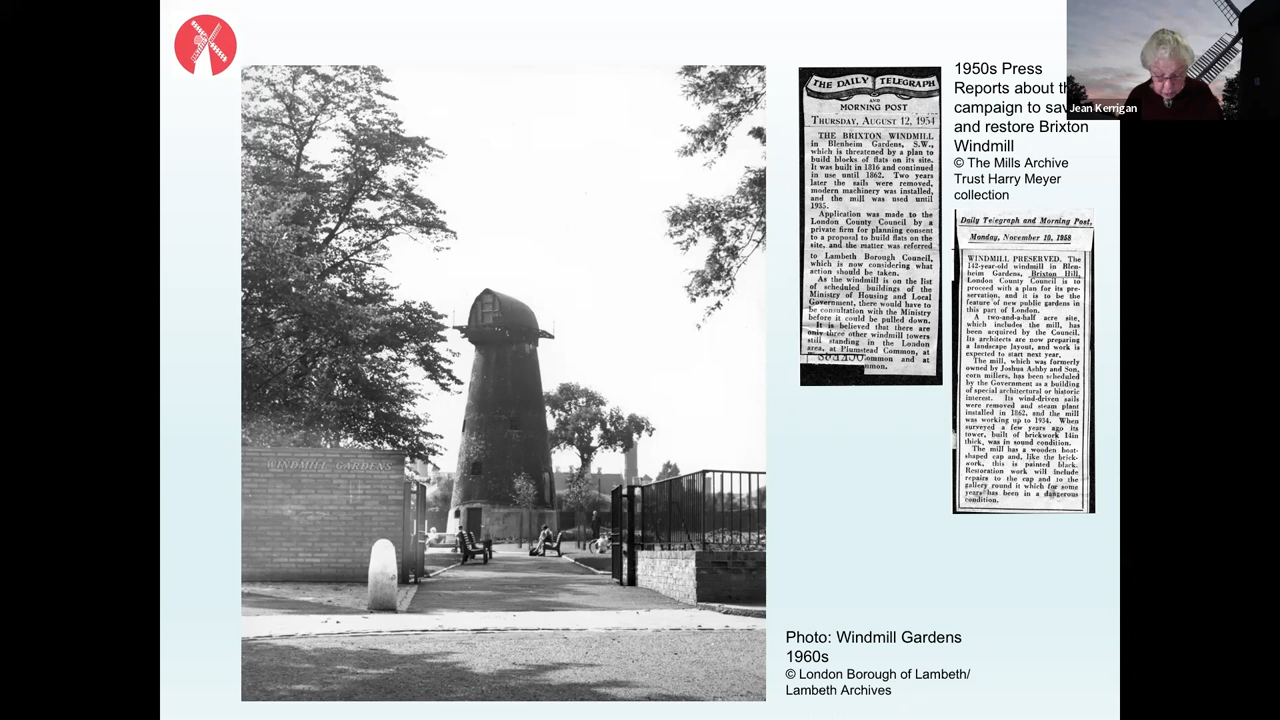 WINDMILL GARDENS
THE DAILY TELEGRAPH
AND
MORNING POST
THURSDAY, AUGUST 12, 1954
THE BRIXTON WINDMILL
in Blenheim Gardens, S.W.,
which is threatened by a plan to
build blocks of flats on its site.
It was built in 1816 and continued
in use until 1862. Two years
later the sails were removed,
modern machinery was installed,
and the mill was used until
1935.
Application was made to the
London County Council by a
private firm for planning consent
to a proposal to build flats on the
site, and the matter was referred
to Lambeth Borough Council,
which is now considering what
action should be taken.
As the windmill is on the list
of scheduled buildings of the
Ministry of Housing and Local
Government, there would have to
be consultation with the Ministry
before it could be pulled down.
It is believed that there are
only three other windmill towers
still standing in the London
area, at Plumstead Common, at
ommon and at
mmon.
1950s Press
Reports about th
campaign to sav
and restore Brixton
Windmill
© The Mills Archive
Trust Harry Meyer
collection
Jean Kerrigan
Daily Telegraph and Morning Post,
Monday, November 10, 1958
WINDMILL PRESERVED. The
142-year-old windmill in Blen-
heim Gardens, Brixton Hill,
London County Council is to
proceed with a plan for its pre-
servation, and it is to be the
feature of new public gardens in
this part of London.
A two-and-a-half acre site,
which includes the mill, has
been acquired by the Council.
Its architects are now preparing
a landscape layout, and work is
expected to start next year.
The mill, which was formerly
owned by Joshua Ashby and Son,
corn millers, has been scheduled
by the Government as a building
of special architectural or historic
interest. Its wind-driven sails
were removed and steam plant
installed in 1862, and the mill
was working up to 1934. When
surveyed a few years ago its
tower, built of brickwork 14in
thick, was in sound condition.
The mill has a wooden boat-
shaped cap and, like the brick-
work, this is painted black.
Restoration work will include
repairs to the cap and to the
gallery round it which for some
years has been in a dangerous
condition.
Photo: Windmill Gardens
1960s
© London Borough of Lambeth/
Lambeth Archives